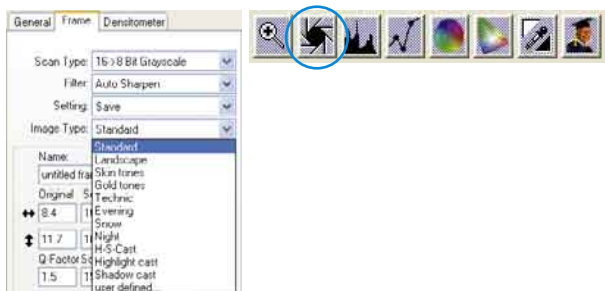 General Frame Densitometer
Scan Type: 16->8 Bit Grayscale
Filter: Auto Sharpen
Setting: Save
Image Type: Standard
Standard
Landscape
Skin tones
Gold tones
Technic
Evening
Snow
Night
H-S-Cast
Highlight cast
Shadow cast
user defined...
Name:
untitled fra
Original
8.4
11.7
Q-Factor
1.5